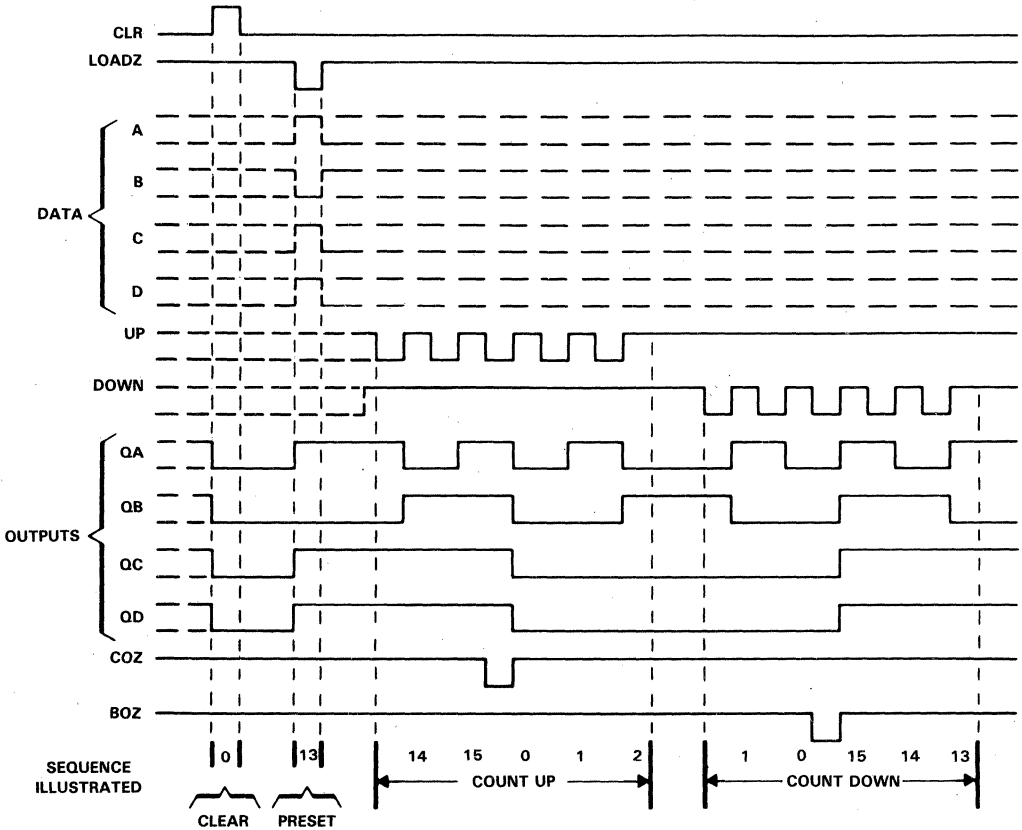 CLR
LOADZ
A
B
DATA
C
D
UP
DOWN
QA
QB
OUTPUTS
QC
QD
COZ
BOZ
SEQUENCE
ILLUSTRATED
0 13 14 15 0 1 2 1 0 15 14 13
COUNT UP COUNT DOWN
CLEAR PRESET